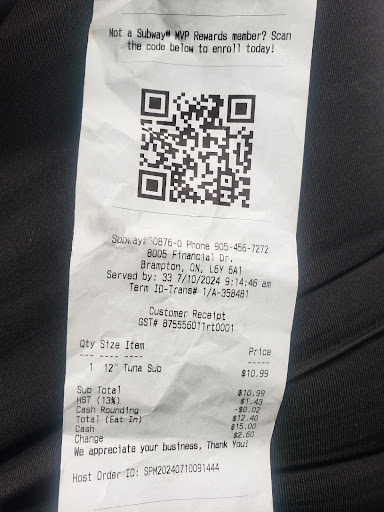 Not a Subway® MVP Rewards member? Scan
the code below to enroll today!
Subway#60876-0 Phone 905-456-7272
8005 Financial Dr.
Brampton, ON, L6Y 6A1
Served by: 33 7/10/2024 9:14:46 am
Term ID-Trans# 1/A-358481
Customer Receipt
GST# 875556011rt0001
Qty Size Item Price
---- ---- ---- -----
1 12" Tuna Sub $10.99
Sub Total $10.99
HST (13%) $1.43
Cash Rounding -$0.02
Total (Eat In) $12.40
Cash $15.00
Change $2.60
We appreciate your business, Thank You!
Host Order ID: SPM20240710091444